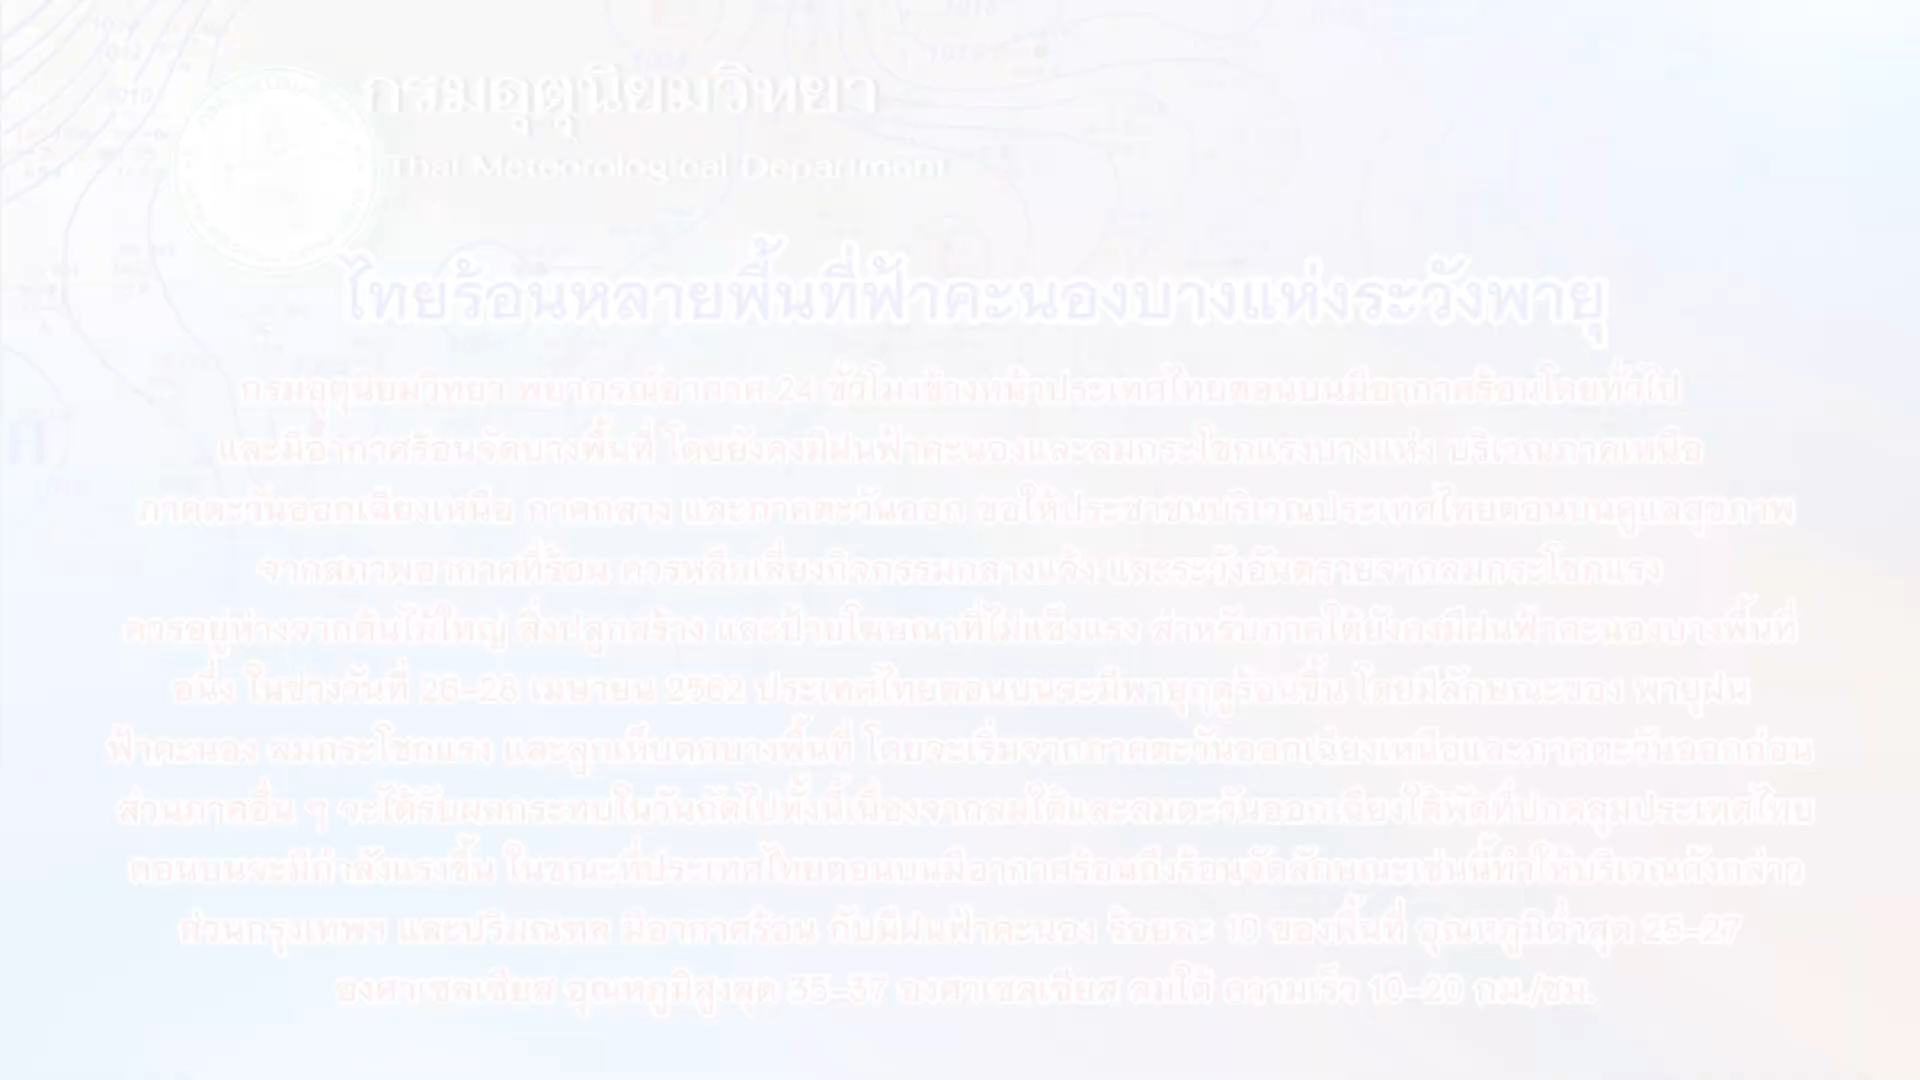 กรมอุตุนิยมวิทยา
Thai Meteorological Department
ไทยร้อนหลายพื้นที่ฟ้าคะนองบางแห่งระวังพายุ
กรมอุตุนิยมวิทยา พยากรณ์อากาศ 24 ชั่วโมงข้างหน้าประเทศไทยตอนบนมีอากาศร้อนโดยทั่วไป
และมีอากาศร้อนจัดบางพื้นที่ โดยยังคงมีฝนฟ้าคะนองและลมกระโชกแรงบางแห่ง บริเวณภาคเหนือ
ภาคตะวันออกเฉียงเหนือ ภาคกลาง และภาคตะวันออก ขอให้ประชาชนบริเวณประเทศไทยตอนบนดูแลสุขภาพ
จากสภาพอากาศที่ร้อน ควรหลีกเลี่ยงกิจกรรมกลางแจ้ง และระวังอันตรายจากลมกระโชกแรง
ควรอยู่ห่างจากต้นไม้ใหญ่ สิ่งปลูกสร้าง และป้ายโฆษณาที่ไม่แข็งแรง สำหรับภาคใต้ยังคงมีฝนฟ้าคะนองบางพื้นที่
อนึ่ง ในช่วงวันที่ 26-28 เมษายน 2562 ประเทศไทยตอนบนจะมีพายุฤดูร้อนขึ้น โดยมีลักษณะของ พายุฝน
ฟ้าคะนอง ลมกระโชกแรง และลูกเห็บตกบางพื้นที่ โดยจะเริ่มจากภาคตะวันออกเฉียงเหนือและภาคตะวันออกก่อน
ส่วนภาคอื่น ๆ จะได้รับผลกระทบในวันถัดไปทั้งนี้เนื่องจากลมใต้และลมตะวันออกเฉียงใต้พัดที่ปกคลุมประเทศไทย
ตอนบนจะมีกำลังแรงขึ้น ในขณะที่ประเทศไทยตอนบนมีอากาศร้อนถึงร้อนจัดลักษณะเช่นนี้ทำให้บริเวณดังกล่าว
ส่วนกรุงเทพฯ และปริมณฑล มีอากาศร้อน กับมีฝนฟ้าคะนอง ร้อยละ 10 ของพื้นที่ อุณหภูมิต่ำสุด 25-27
องศาเซลเซียส อุณหภูมิสูงสุด 35-37 องศาเซลเซียส ลมใต้ ความเร็ว 10-20 กม./ชม.